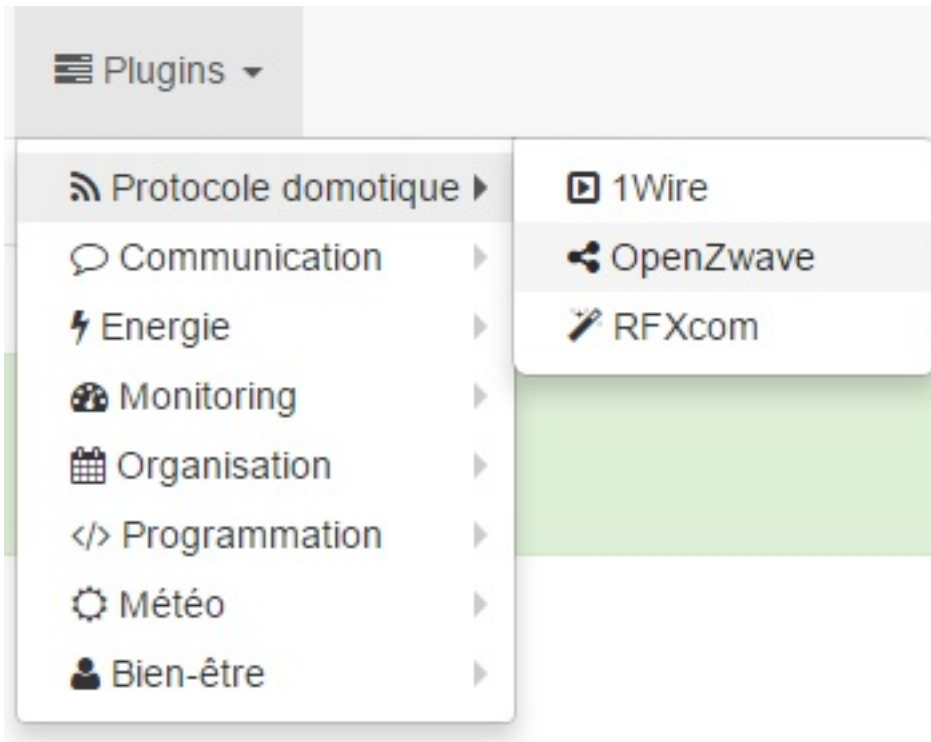 Plugins
Protocole domotique
Communication
Energie
Monitoring
Organisation
Programmation
Météo
Bien-être
1Wire
OpenZwave
RFXcom